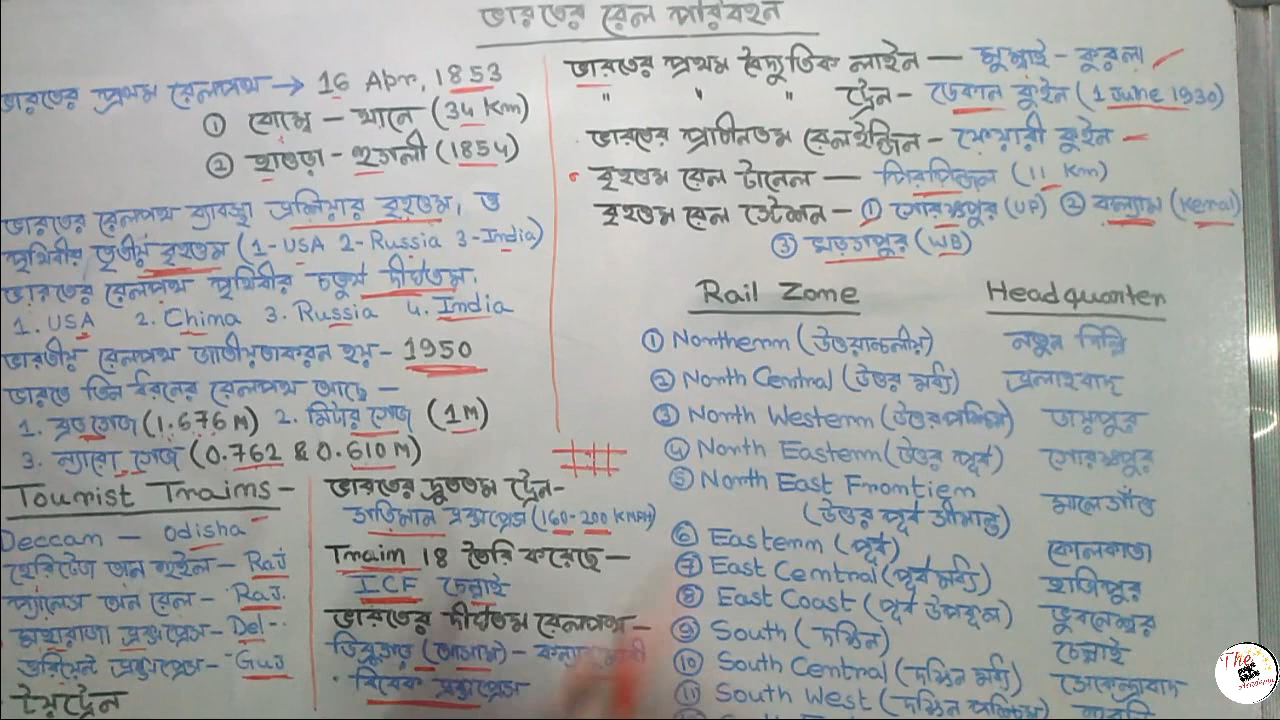 ভারতের রেল পরিবহন
ভারতের প্রথম রেলপথ → 16 Apr, 1853
① বোম্বে - থানে (34 Km)
② হাওড়া - হুগলী (1854)
ভারতের রেলপথ ব্যবস্থা এশিয়ার বৃহত্তম, ও
পৃথিবীর তৃতীয় বৃহত্তম (1-USA 2-Russia 3-India)
ভারতের রেলপথ পৃথিবীর চতুর্থ দীর্ঘতম,
1. USA 2. China 3. Russia 4. India
ভারতীয় রেলপথ জাতীয়তাকরন হয় - 1950
ভারতে তিন ধরনের রেলপথ আছে -
1. ব্রডগেজ (1.676 M) 2. মিটার গেজ (1M)
3. ন্যারো গেজ (0.762 & 0.610 M)
Tourist Trains -
Deccan - Odisha
হেরিটেজ অন হুইল - Raj
প্যালেস অন রেল - Raj.
মহারাজা এক্সপ্রেস - Del
ওরিয়েন্ট এক্সপ্রেস - Guj
টয়ট্রেন
ভারতের দ্রুততম ট্রেন -
গতিমান এক্সপ্রেস (160-200 KMPH)
Train 18 তৈরি করেছে -
ICF চেন্নাই
ভারতের দীর্ঘতম রেলপথ -
ডিব্রুগড় (আসাম) -
বিবেক এক্সপ্রেস
ভারতের প্রথম বৈদ্যুতিক লাইন - মুম্বাই - কুরলা
" " " ট্রেন - ডেকান কুইন (1 June 1930)
ভারতের প্রাচীনতম রেলইঞ্জিন - ফেয়ারী কুইন
বৃহত্তম রেল টানেল - পিরপিঞ্জল (11 Km)
বৃহত্তম রেল স্টেশন - ① গোরক্ষপুর (UP) ② কল্যাম (Keral)
③ খড়গপুর (WB)
Rail Zone Headquarter
① Northern (উত্তরাঞ্চলীয়) নতুন দিল্লি
② North Central (উত্তর মধ্য) এলাহবাদ
③ North Western (উত্তর পশ্চিম) জয়পুর
④ North Eastern (উত্তর পূর্ব) গোরক্ষপুর
⑤ North East Frontier মালেগাঁও
(উত্তর পূর্ব সীমান্ত)
⑥ Eastern (পূর্ব) কোলকাতা
⑦ East Central (পূর্ব মধ্য) হাজিপুর
⑧ East Coast (পূর্ব উপকূল) ভুবনেশ্বর
⑨ South (দক্ষিন) চেন্নাই
⑩ South Central (দক্ষিন মধ্য) সেকেন্দ্রাবাদ
⑪ South West (দক্ষিন পশ্চিম)
The